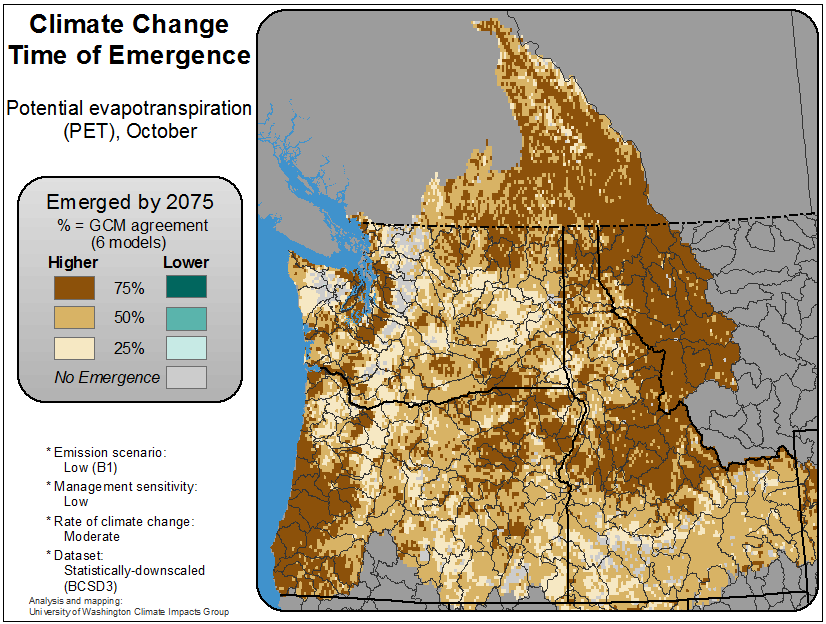 Climate Change
Time of Emergence
Potential evapotranspiration
(PET), October
Emerged by 2075
% = GCM agreement
(6 models)
Higher Lower
75%
50%
25%
No Emergence
* Emission scenario:
Low (B1)
* Management sensitivity:
Low
* Rate of climate change:
Moderate
* Dataset:
Statistically-downscaled
(BCSD3)
Analysis and mapping:
University of Washington Climate Impacts Group